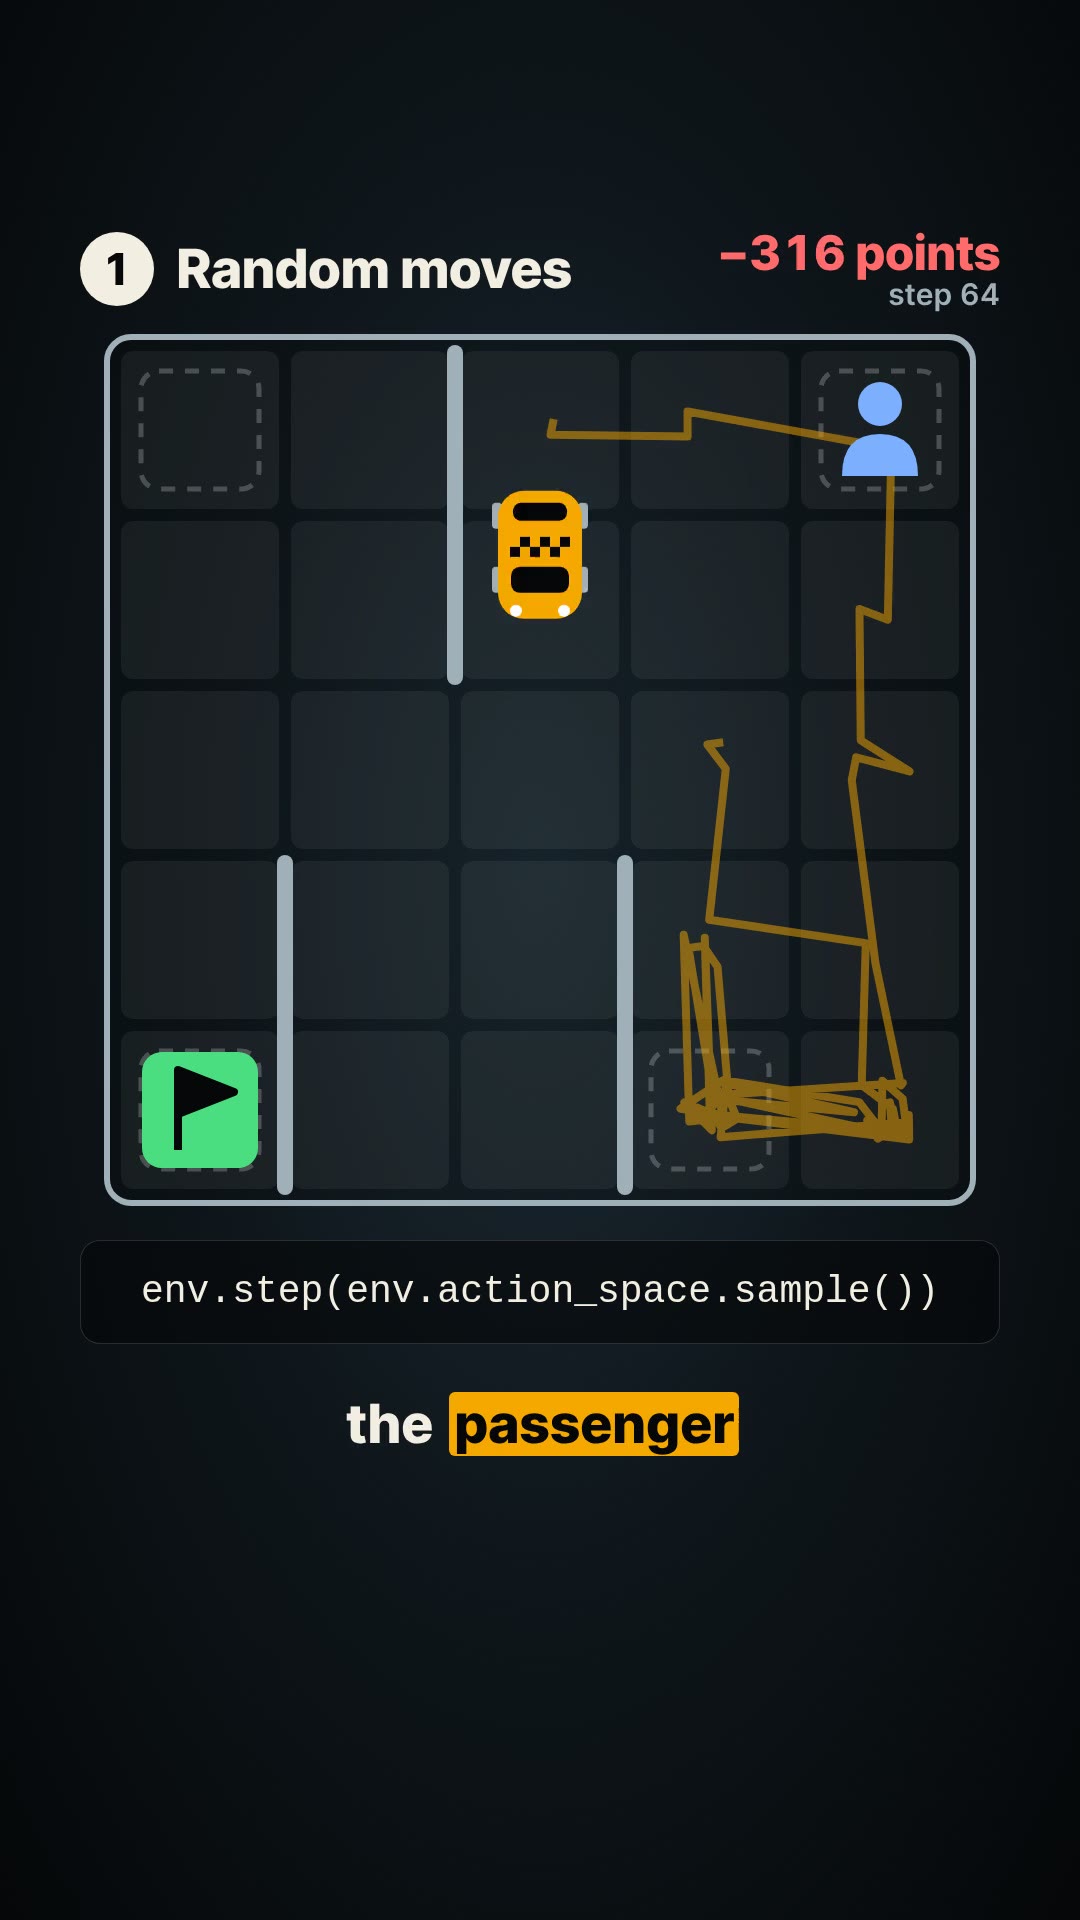 1 Random moves
−316 points
step 64
env.step(env.action_space.sample())
the passenger